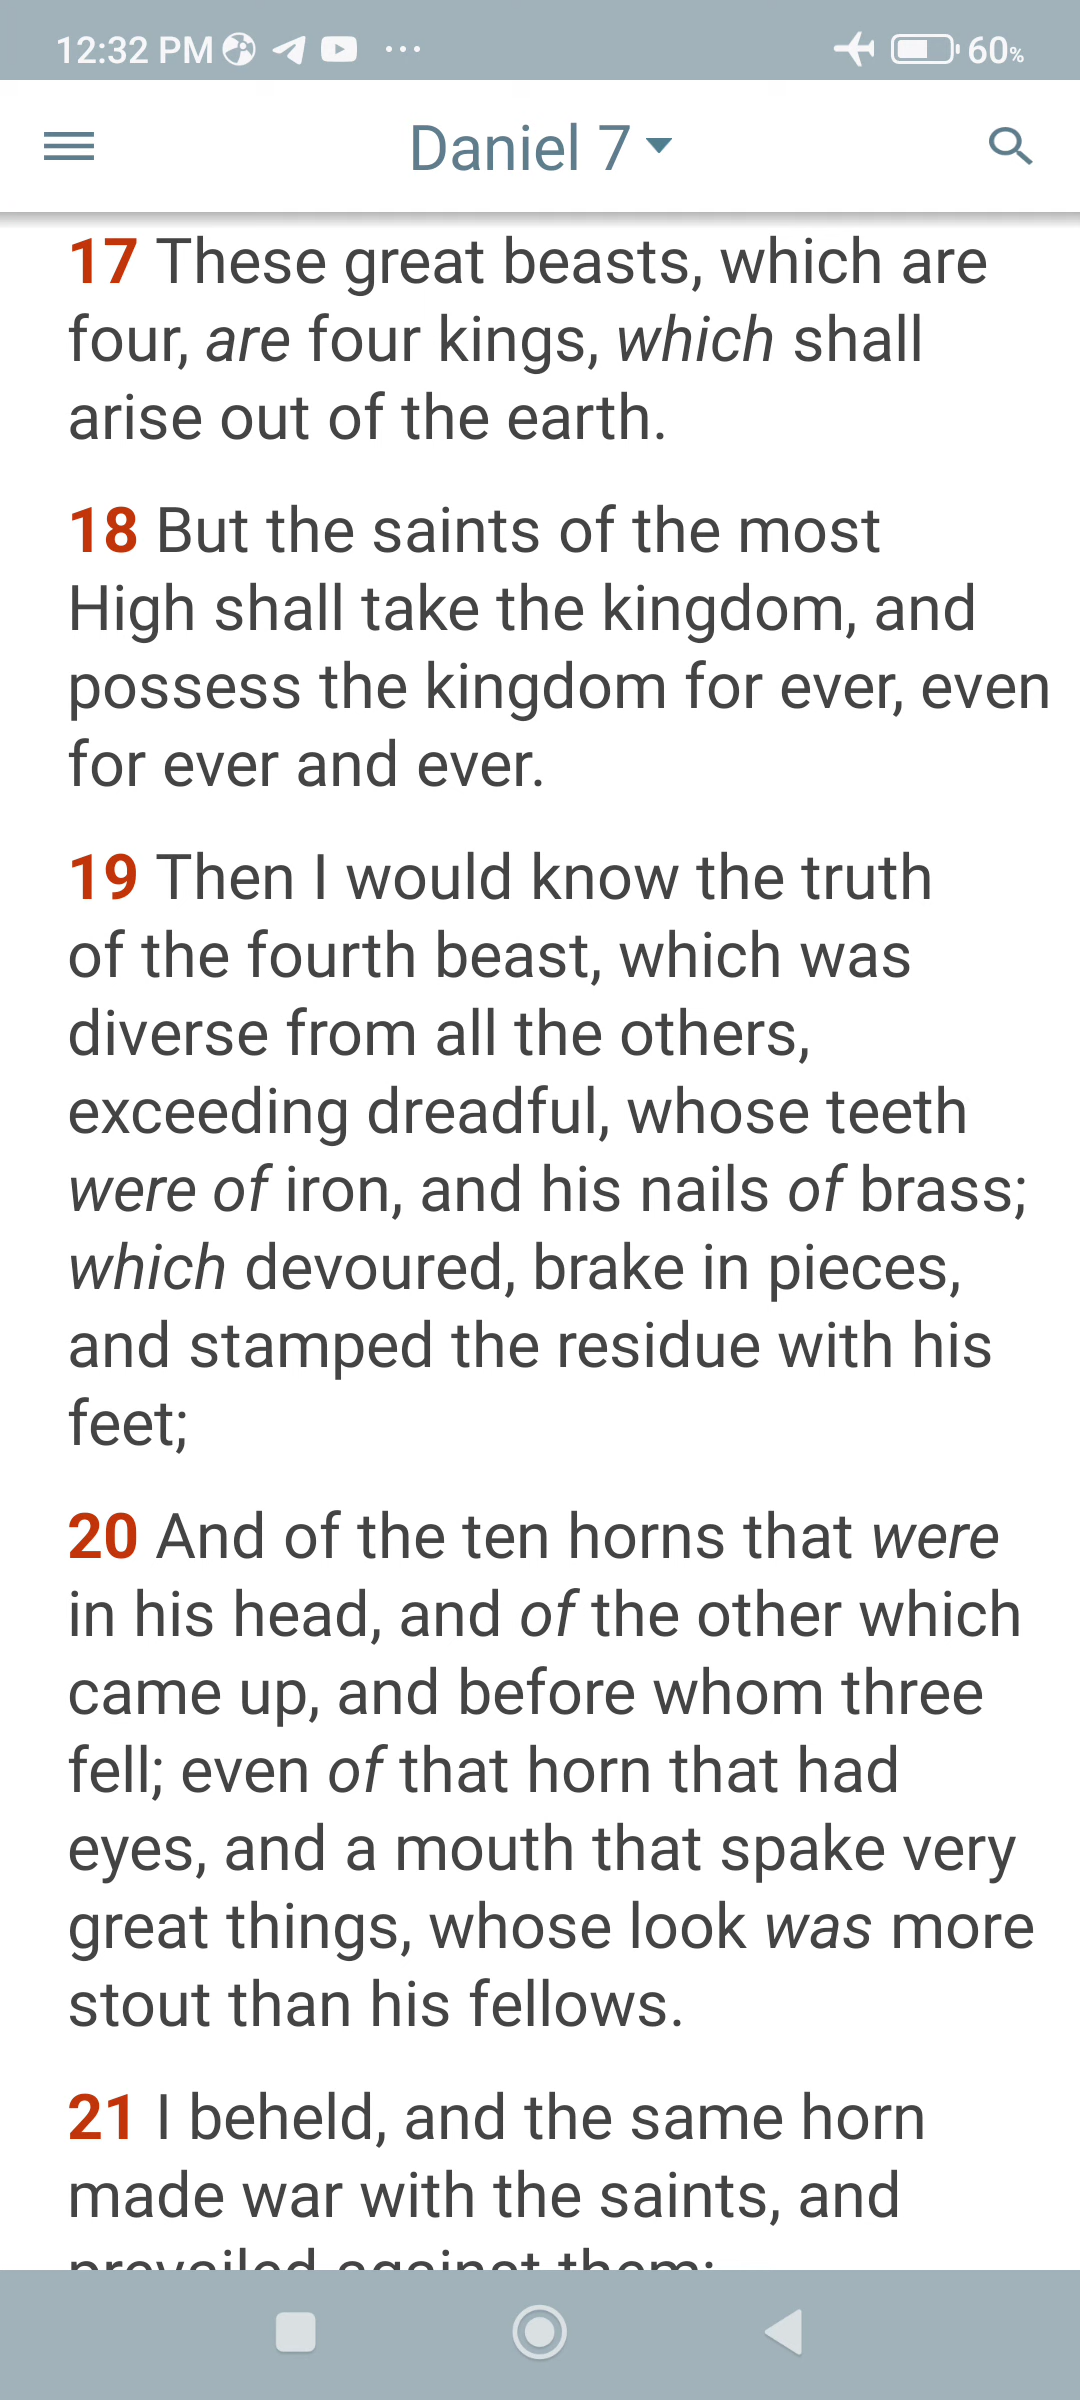 12:32 PM ... 60%
Daniel 7
17 These great beasts, which are
four, are four kings, which shall
arise out of the earth.
18 But the saints of the most
High shall take the kingdom, and
possess the kingdom for ever, even
for ever and ever.
19 Then I would know the truth
of the fourth beast, which was
diverse from all the others,
exceeding dreadful, whose teeth
were of iron, and his nails of brass;
which devoured, brake in pieces,
and stamped the residue with his
feet;
20 And of the ten horns that were
in his head, and of the other which
came up, and before whom three
fell; even of that horn that had
eyes, and a mouth that spake very
great things, whose look was more
stout than his fellows.
21 I beheld, and the same horn
made war with the saints, and
prevailed against them;